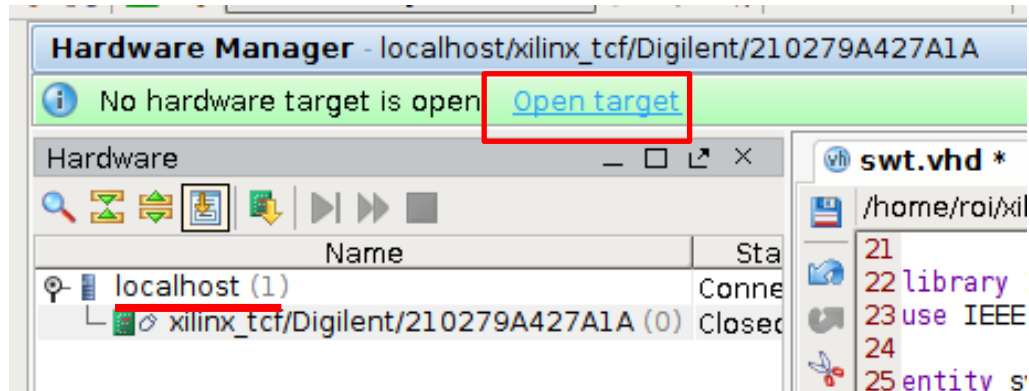 Hardware Manager - localhost/xilinx_tcf/Digilent/210279A427A1A
No hardware target is open Open target
Hardware
Name Sta
localhost (1) Conne
xilinx_tcf/Digilent/210279A427A1A (0) Closed
vh swt.vhd *
/home/roi/xil
21
22 library
23 use IEEE
24
25 entity s